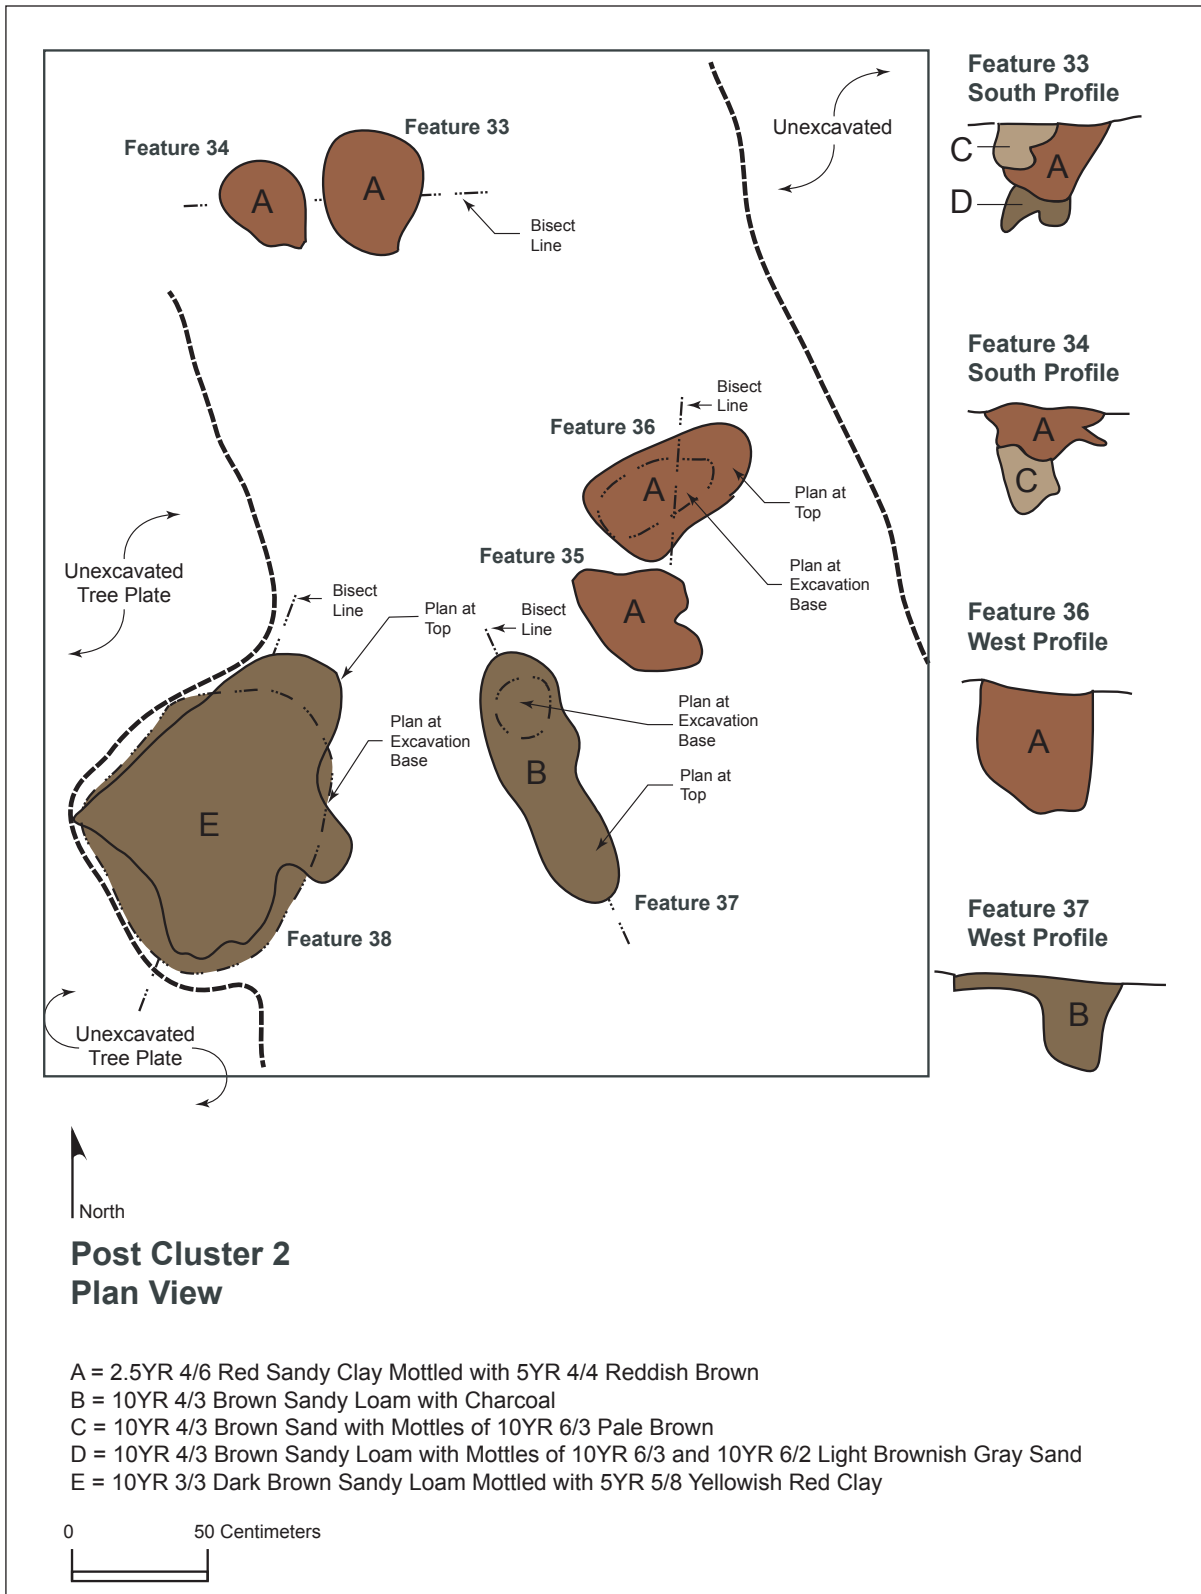 Feature 33
Feature 34
A
A
Bisect
Line
Unexcavated
Bisect
Line
Feature 36
A
Plan at
Top
Plan at
Excavation
Base
Feature 35
A
Unexcavated
Tree Plate
Bisect
Line
Plan at
Top
Plan at
Excavation
Base
E
Feature 38
Bisect
Line
Plan at
Excavation
Base
B
Plan at
Top
Feature 37
Unexcavated
Tree Plate
Feature 33
South Profile
C
A
D
Feature 34
South Profile
A
C
Feature 36
West Profile
A
Feature 37
West Profile
B
North
Post Cluster 2
Plan View
A = 2.5YR 4/6 Red Sandy Clay Mottled with 5YR 4/4 Reddish Brown
B = 10YR 4/3 Brown Sandy Loam with Charcoal
C = 10YR 4/3 Brown Sand with Mottles of 10YR 6/3 Pale Brown
D = 10YR 4/3 Brown Sandy Loam with Mottles of 10YR 6/3 and 10YR 6/2 Light Brownish Gray Sand
E = 10YR 3/3 Dark Brown Sandy Loam Mottled with 5YR 5/8 Yellowish Red Clay
0 50 Centimeters